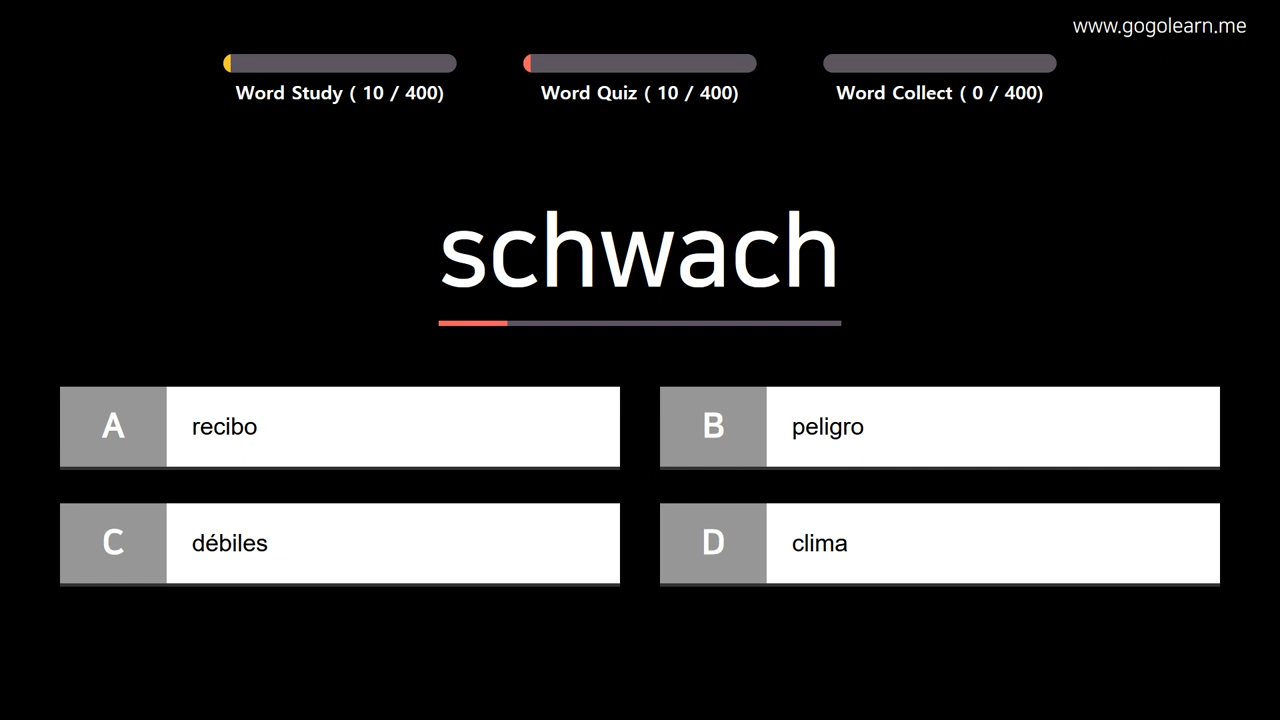 www.gogolearn.me
Word Study ( 10 / 400)
Word Quiz ( 10 / 400)
Word Collect ( 0 / 400)
schwach
A recibo
B peligro
C débiles
D clima